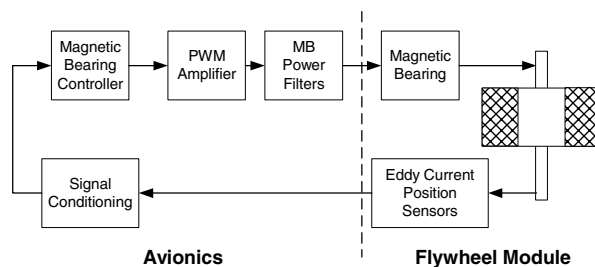 Magnetic
Bearing
Controller
PWM
Amplifier
MB
Power
Filters
Magnetic
Bearing
Signal
Conditioning
Eddy Current
Position
Sensors
Avionics
Flywheel Module